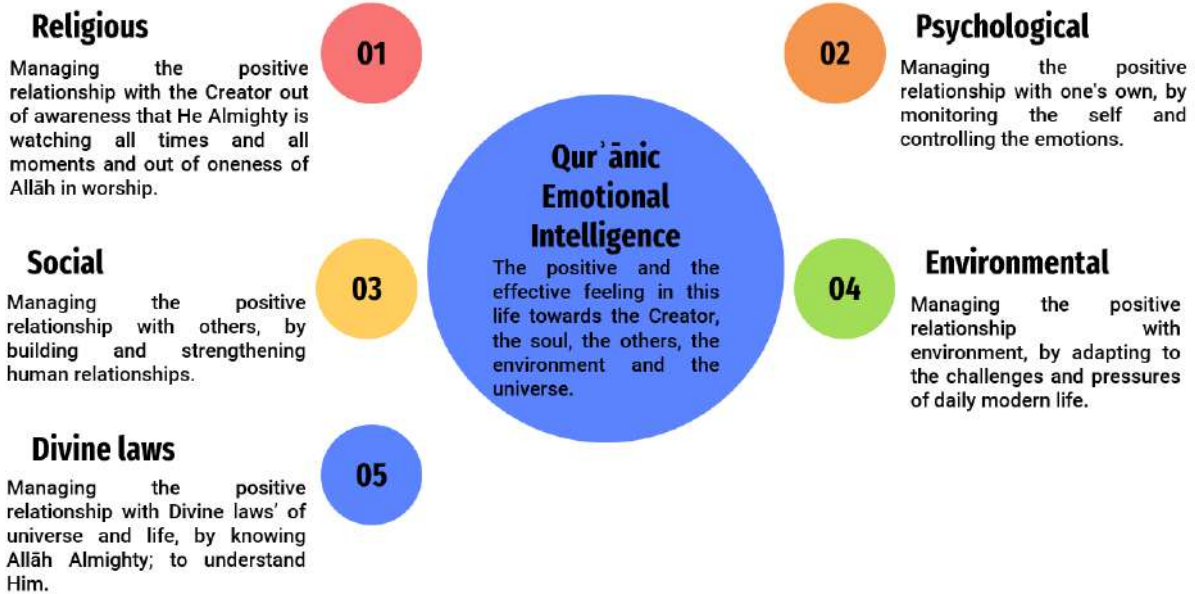 Religious
01
Managing the positive
relationship with the Creator out
of awareness that He Almighty is
watching all times and all
moments and out of oneness of
Allāh in worship.
02
Psychological
Managing the positive
relationship with one's own, by
monitoring the self and
controlling the emotions.
Qurʾānic
Emotional
Intelligence
The positive and the
effective feeling in this
life towards the Creator,
the soul, the others, the
environment and the
universe.
Social
03
Managing the positive
relationship with others, by
building and strengthening
human relationships.
04
Environmental
Managing the positive
relationship with
environment, by adapting to
the challenges and pressures
of daily modern life.
Divine laws
05
Managing the positive
relationship with Divine laws’ of
universe and life, by knowing
Allāh Almighty; to understand
Him.